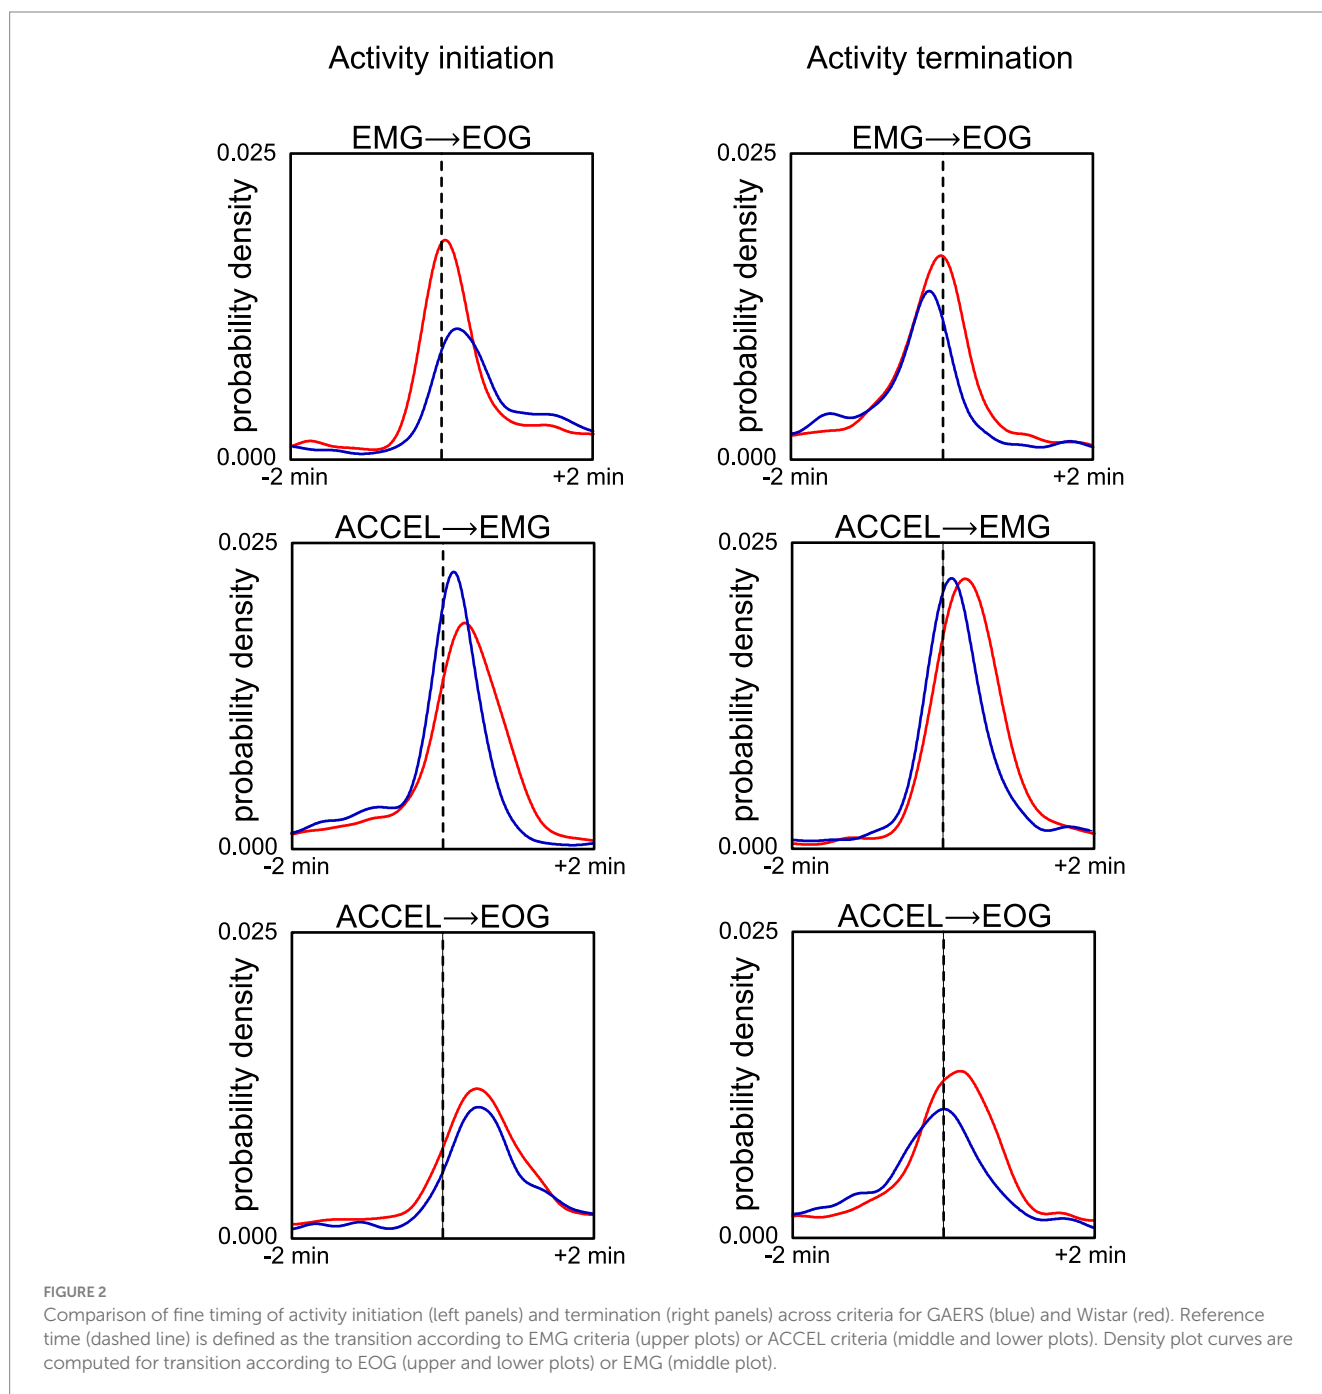 Activity initiation
Activity termination
EMG→EOG
EMG→EOG
0.025
probability density
0.000
-2 min
+2 min
0.025
probability density
0.000
-2 min
+2 min
ACCEL→EMG
ACCEL→EMG
0.025
probability density
0.000
-2 min
+2 min
0.025
probability density
0.000
-2 min
+2 min
ACCEL→EOG
ACCEL→EOG
0.025
probability density
0.000
-2 min
+2 min
0.025
probability density
0.000
-2 min
+2 min
FIGURE 2
Comparison of fine timing of activity initiation (left panels) and termination (right panels) across criteria for GAERS (blue) and Wistar (red). Reference
time (dashed line) is defined as the transition according to EMG criteria (upper plots) or ACCEL criteria (middle and lower plots). Density plot curves are
computed for transition according to EOG (upper and lower plots) or EMG (middle plot).